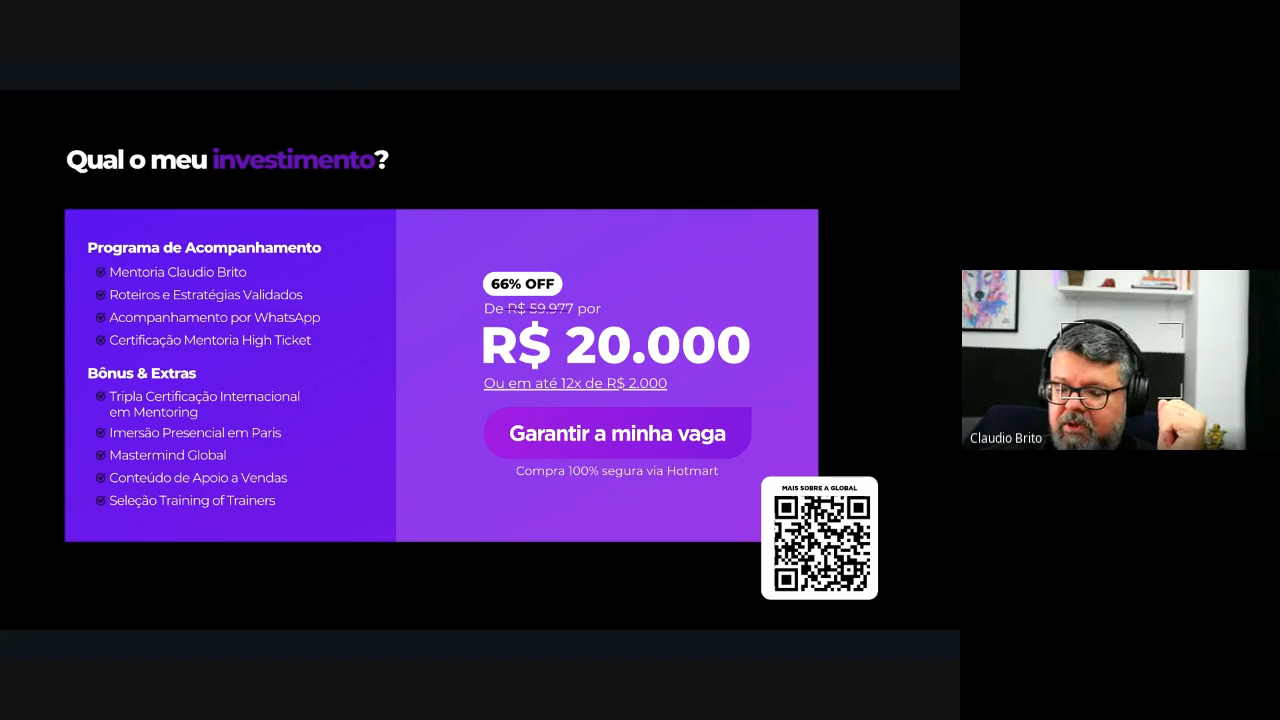 Qual o meu investimento?
Programa de Acompanhamento
Mentoria Claudio Brito
Roteiros e Estratégias Validados
Acompanhamento por WhatsApp
Certificação Mentoria High Ticket
Bônus & Extras
Tripla Certificação Internacional
em Mentoring
Imersão Presencial em Paris
Mastermind Global
Conteúdo de Apoio a Vendas
Seleção Training of Trainers
66% OFF
De R$ 59.977 por
R$ 20.000
Ou em até 12x de R$ 2.000
Garantir a minha vaga
Compra 100% segura via Hotmart
MAIS SOBRE A GLOBAL
Claudio Brito